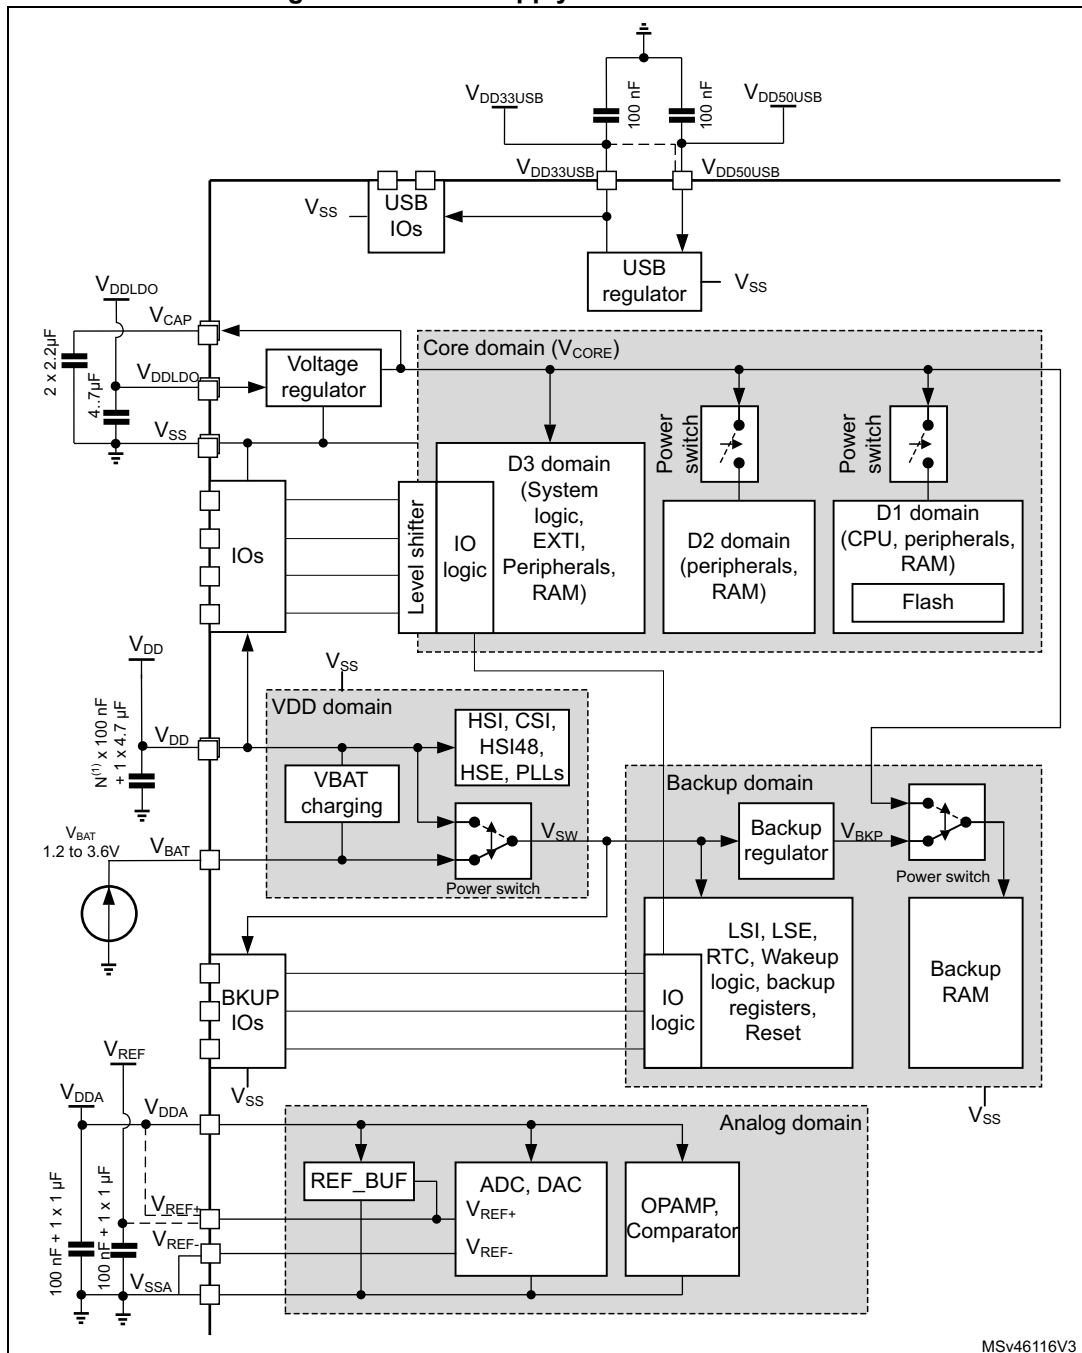 VDD33USB
100 nF
100 nF
VDD50USB
VDD33USB
VDD50USB
VSS
USB
IOs
USB
regulator
VSS
VDDLDO
VCAP
2 x 2.2µF
VDDLDO
4..7µF
VSS
Voltage
regulator
Core domain (VCORE)
Power
switch
Power
switch
IOs
Level shifter
IO
logic
D3 domain
(System
logic,
EXTI,
Peripherals,
RAM)
D2 domain
(peripherals,
RAM)
D1 domain
(CPU, peripherals,
RAM)
Flash
VDD
N(1) x 100 nF
+ 1 x 4.7 µF
VDD
VSS
VDD domain
HSI, CSI,
HSI48,
HSE, PLLs
VBAT
charging
Power switch
VSW
VBAT
1.2 to 3.6V
VBAT
Backup domain
Backup
regulator
VBKP
Power switch
LSI, LSE,
RTC, Wakeup
logic, backup
registers,
Reset
IO
logic
Backup
RAM
VSS
BKUP
IOs
VSS
VREF
VDDA
VDDA
100 nF + 1 x 1 µF
100 nF + 1 x 1 µF
VREF+
VREF-
VSSA
Analog domain
REF_BUF
ADC, DAC
VREF+
VREF-
OPAMP,
Comparator
MSv46116V3